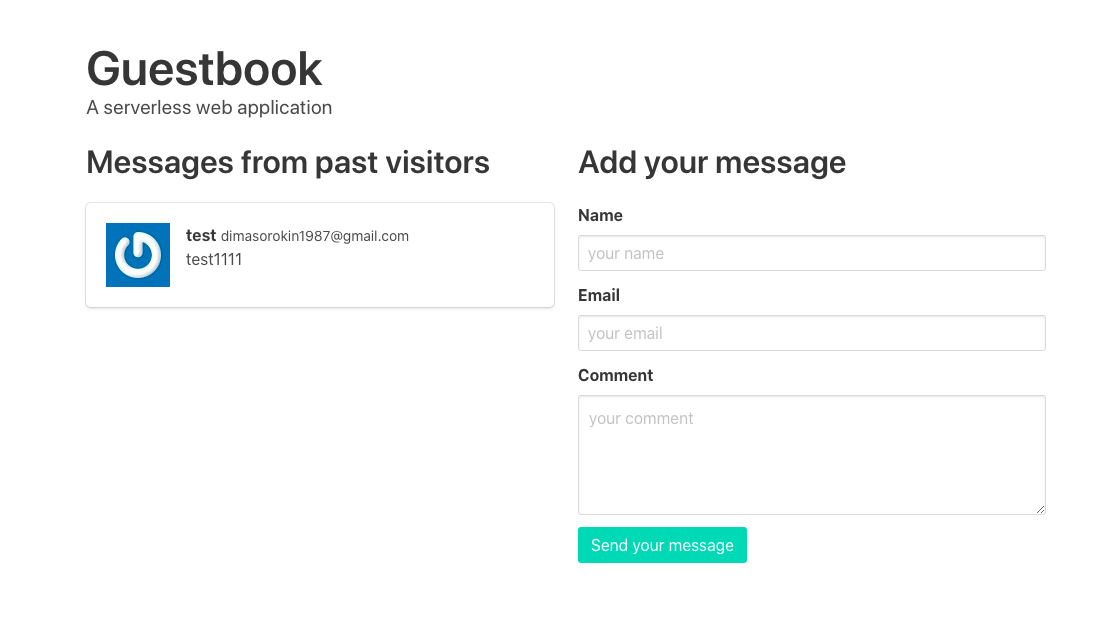 Guestbook
A serverless web application
Messages from past visitors
test dimasorokin1987@gmail.com
test1111
Add your message
Name
your name
Email
your email
Comment
your comment
Send your message